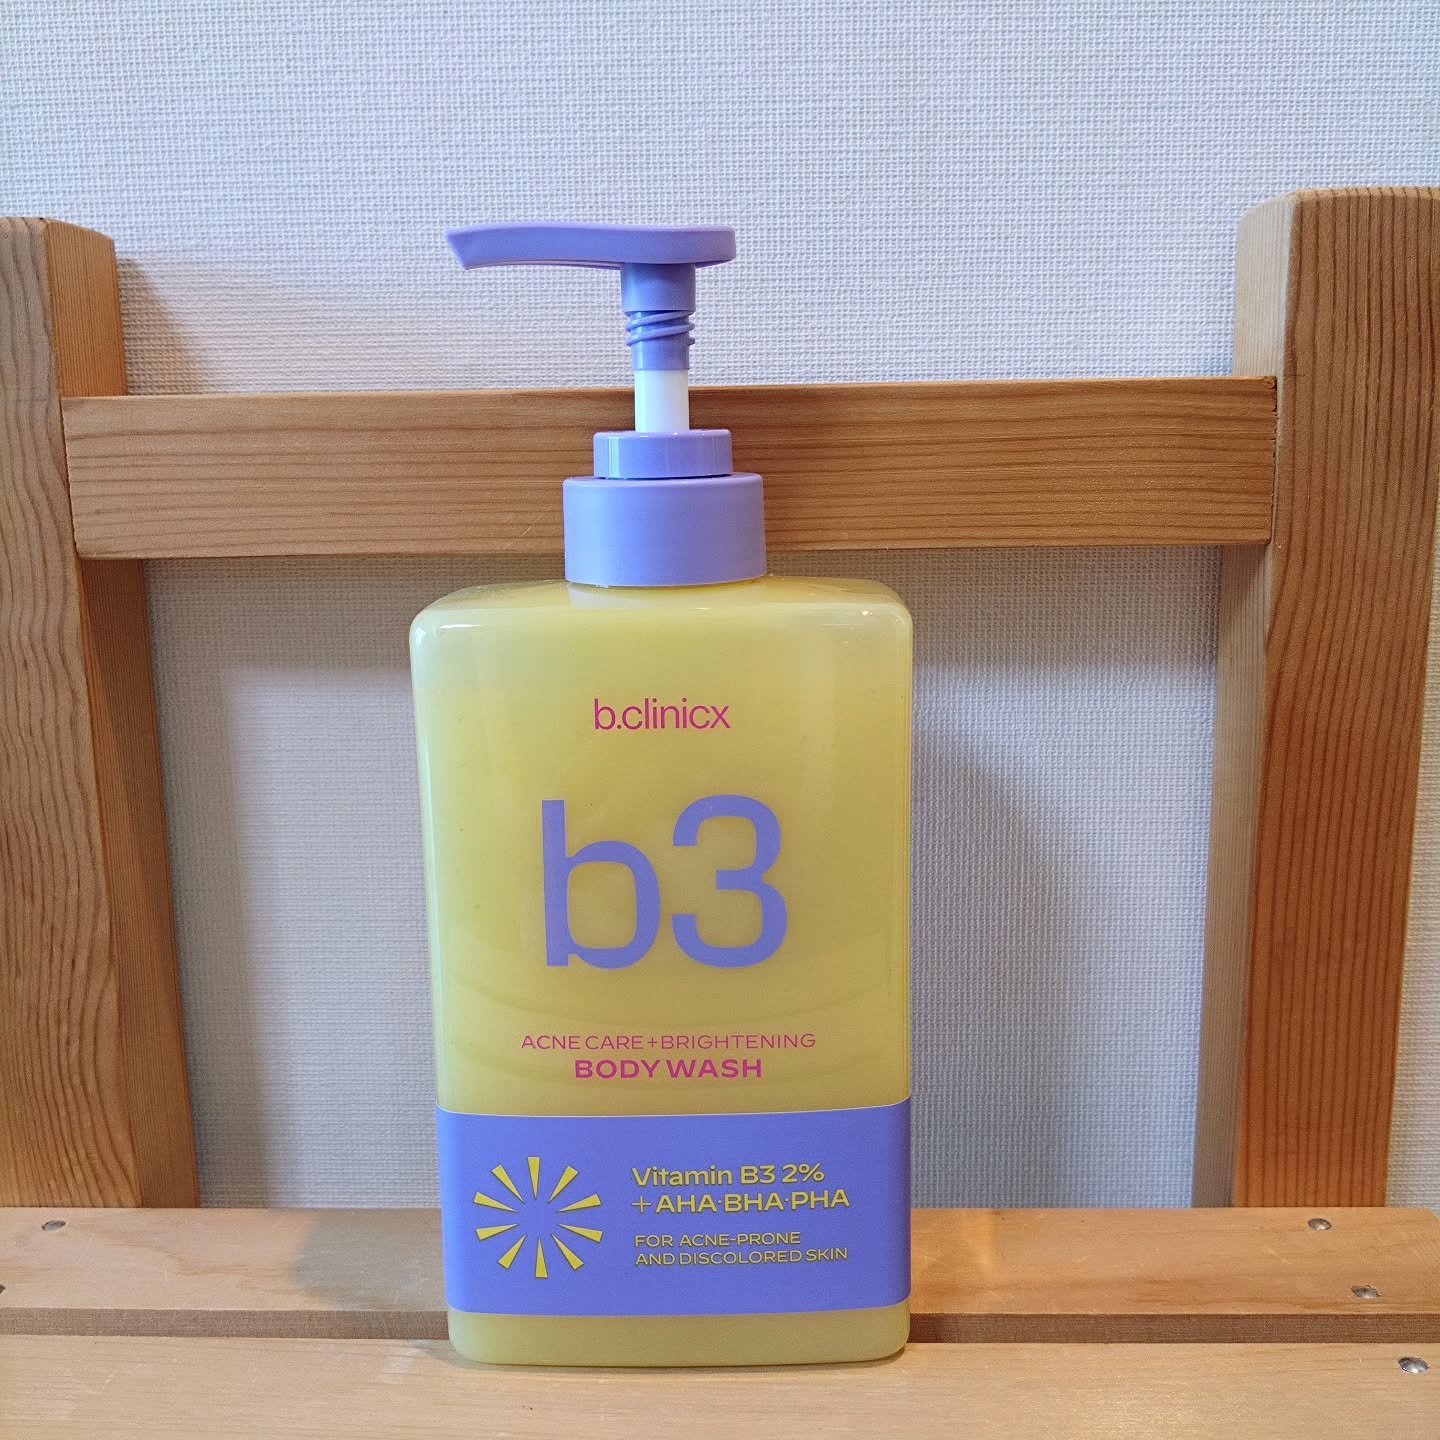 b.clinicx
b3
ACNE CARE+BRIGHTENING
BODY WASH
Vitamin B3 2%
+AHA·BHA·PHA
FOR ACNE-PRONE
AND DISCOLORED SKIN